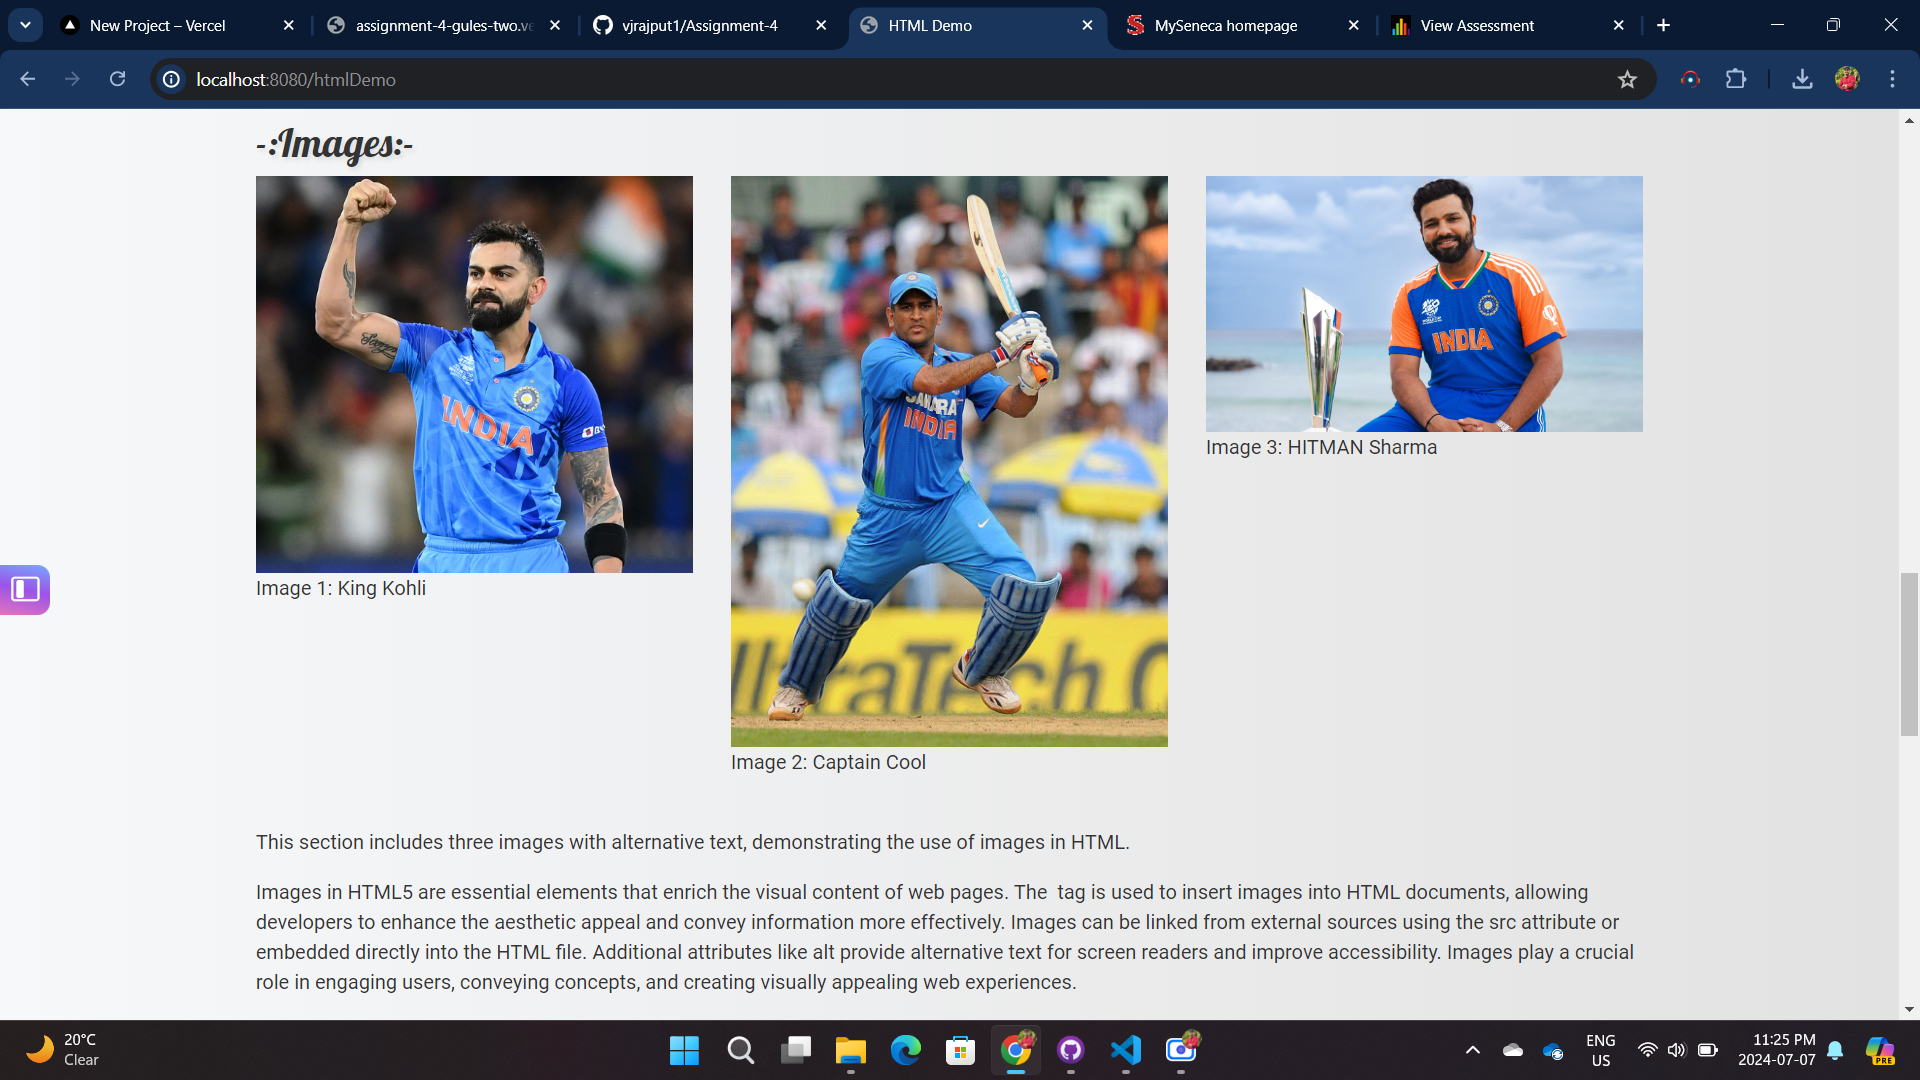 New Project – Vercel
assignment-4-gules-two.ve
vjrajput1/Assignment-4
HTML Demo
MySeneca homepage
View Assessment
localhost:8080/htmlDemo
-:Images:-
INDIA
SAHARA
INDIA
INDIA
Image 3: HITMAN Sharma
Image 1: King Kohli
UltraTech C
Image 2: Captain Cool
This section includes three images with alternative text, demonstrating the use of images in HTML.
Images in HTML5 are essential elements that enrich the visual content of web pages. The  tag is used to insert images into HTML documents, allowing
developers to enhance the aesthetic appeal and convey information more effectively. Images can be linked from external sources using the src attribute or
embedded directly into the HTML file. Additional attributes like alt provide alternative text for screen readers and improve accessibility. Images play a crucial
role in engaging users, conveying concepts, and creating visually appealing web experiences.
20°C
Clear
ENG
US
11:25 PM
2024-07-07
PRE